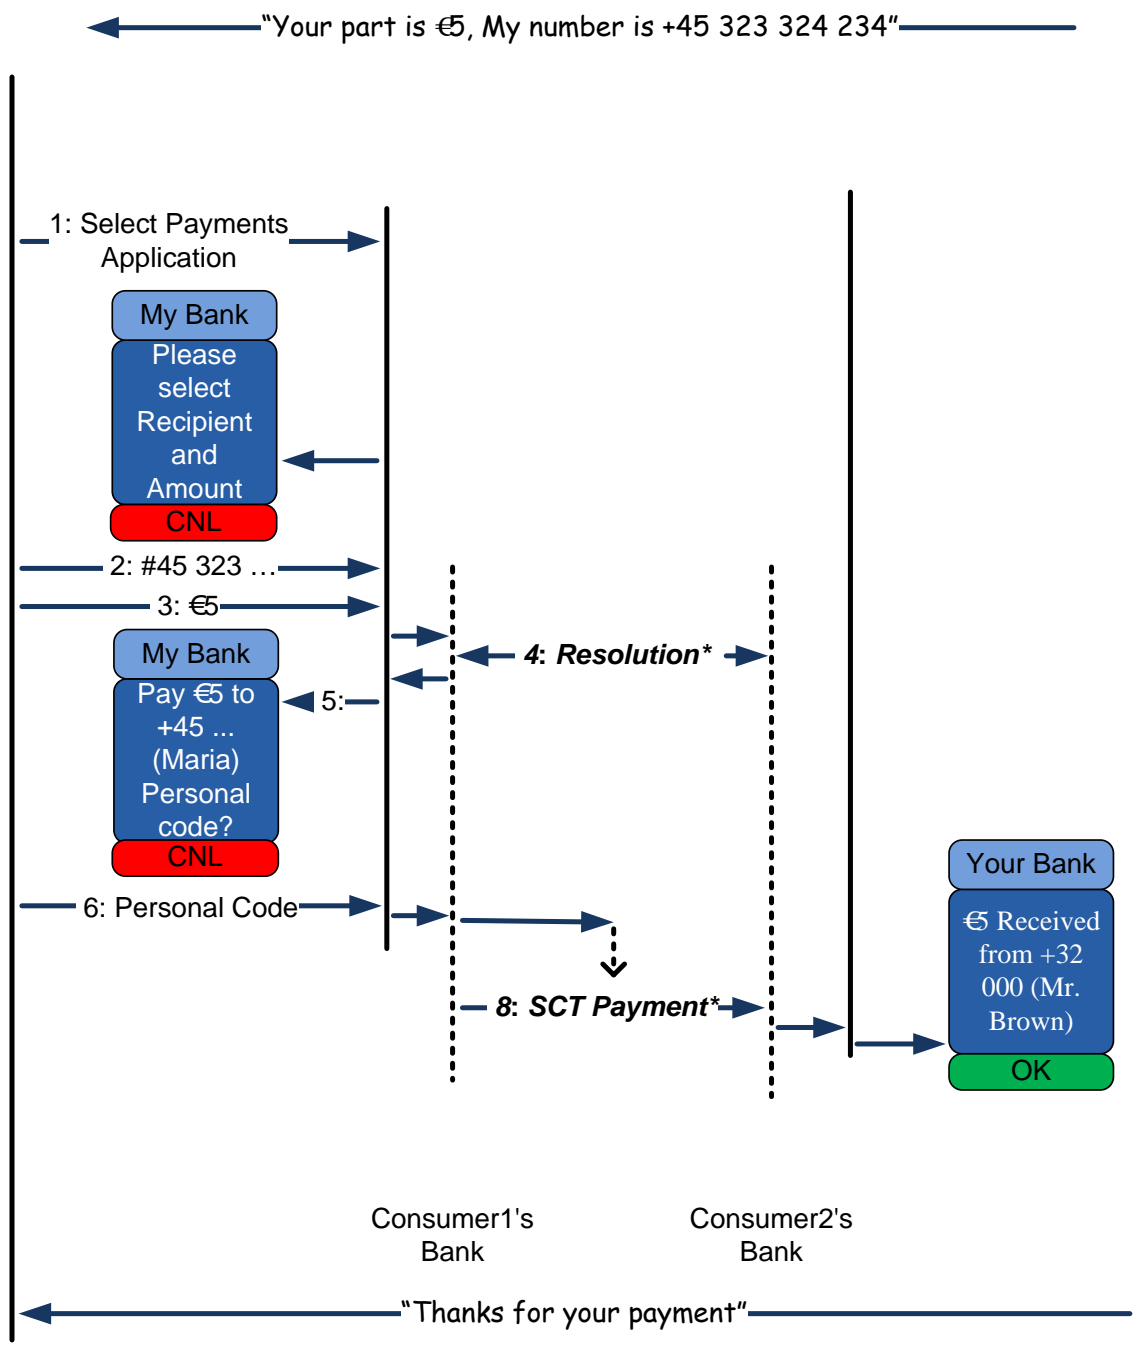 “Your part is €5, My number is +45 323 324 234”
1: Select Payments
Application
My Bank
Please
select
Recipient
and
Amount
CNL
2: #45 323 …
3: €5
My Bank
4: Resolution*
5:
Pay €5 to
+45 ...
(Maria)
Personal
code?
CNL
6: Personal Code
Your Bank
€5 Received
from +32
000 (Mr.
Brown)
OK
8: SCT Payment*
Consumer1's
Bank
Consumer2's
Bank
“Thanks for your payment”